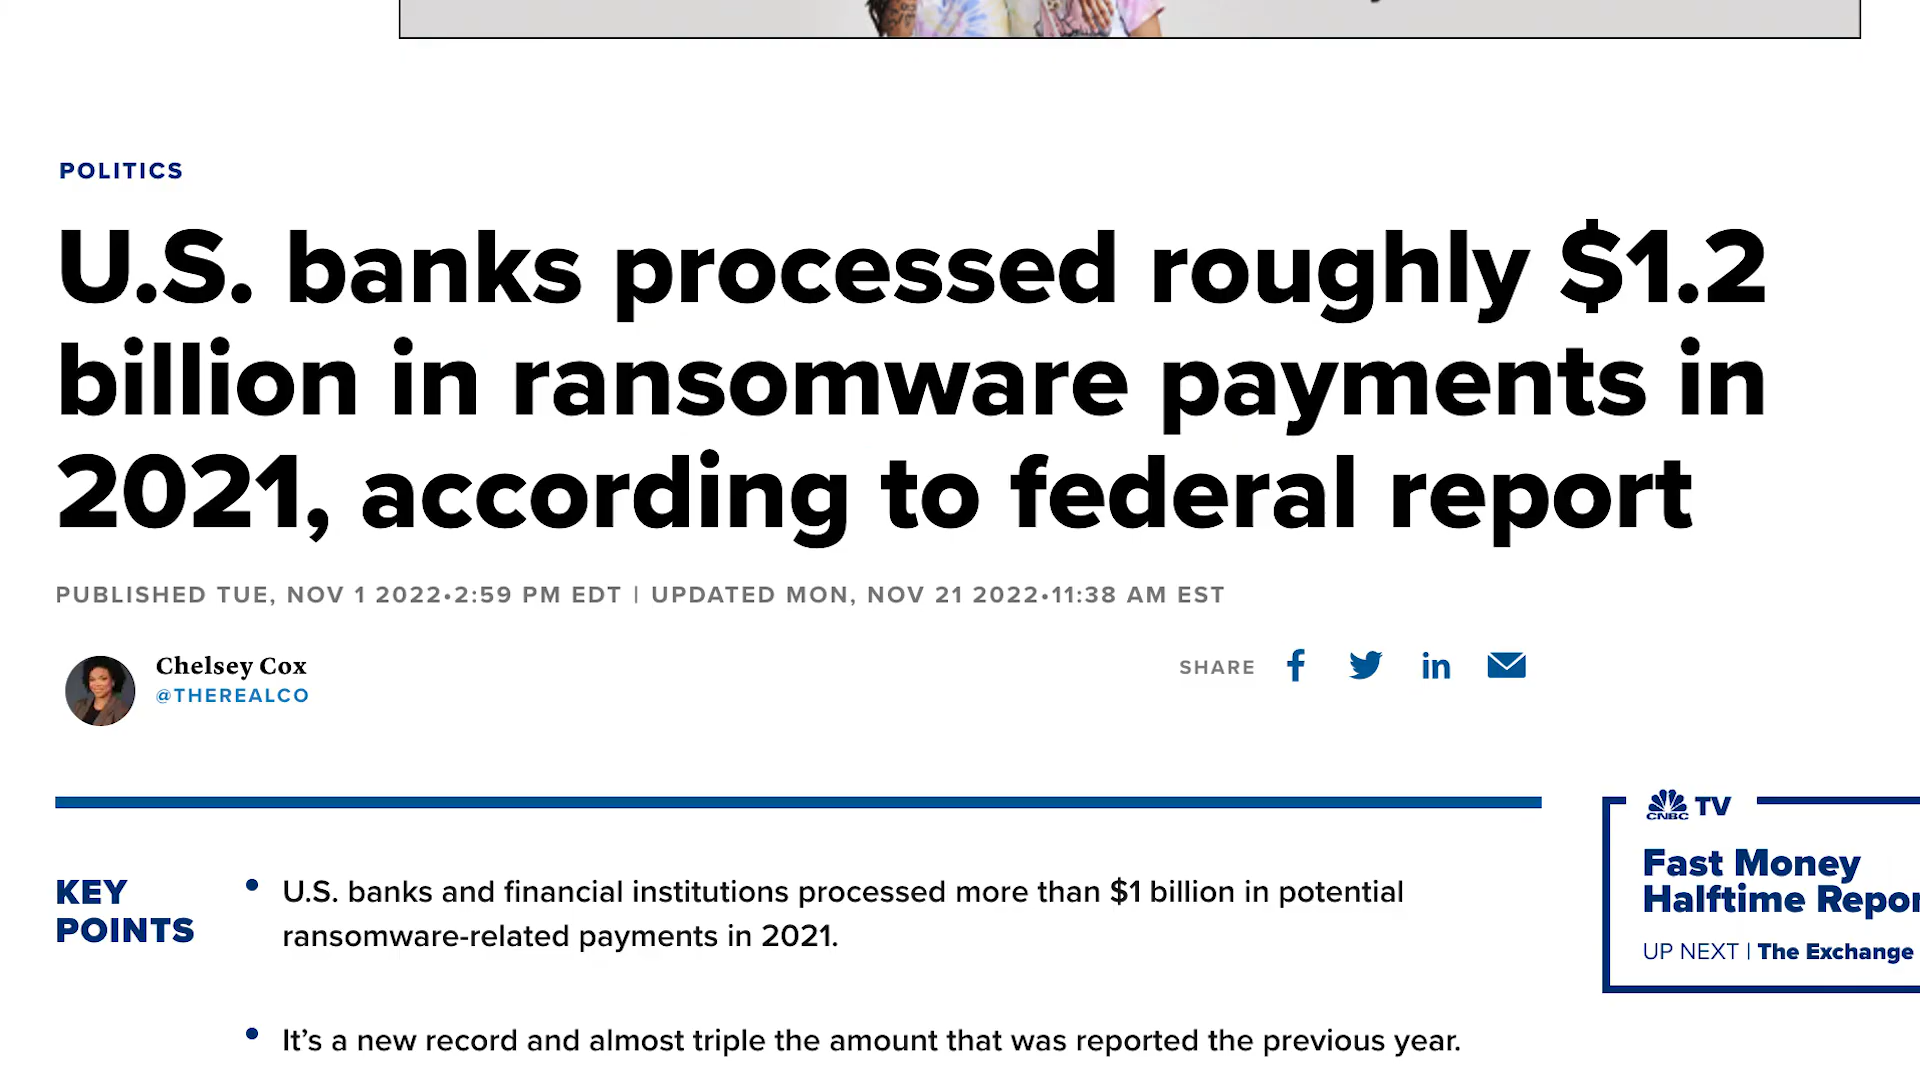 POLITICS
U.S. banks processed roughly $1.2
billion in ransomware payments in
2021, according to federal report
PUBLISHED TUE, NOV 1 2022•2:59 PM EDT | UPDATED MON, NOV 21 2022•11:38 AM EST
Chelsey Cox
@THEREALCO
SHARE
KEY
POINTS
• U.S. banks and financial institutions processed more than $1 billion in potential
ransomware-related payments in 2021.
• It’s a new record and almost triple the amount that was reported the previous year.
CNBC TV
Fast Money
Halftime Repor
UP NEXT | The Exchange